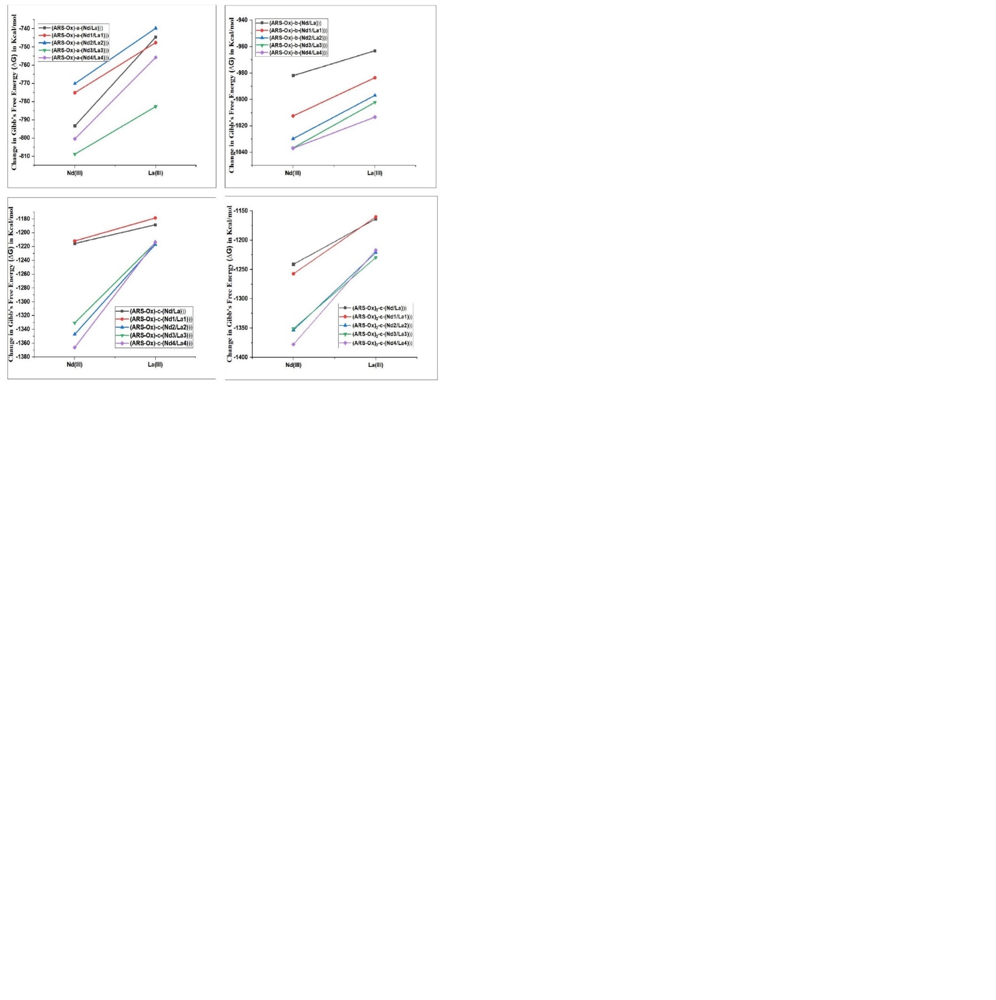 Change in Gibb's Free Energy (ΔG) in Kcal/mol
-740
-750
-760
-770
-780
-790
-800
-810
(ARS-Ox)-a-(Nd/La)))
(ARS-Ox)-a-(Nd1/La1)))
(ARS-Ox)-a-(Nd2/La2)))
(ARS-Ox)-a-(Nd3/La3)))
(ARS-Ox)-a-(Nd4/La4)))
Nd(III) La(III)
Change in Gibb's Free Energy (ΔG) in Kcal/mol
-940
-960
-980
-1000
-1020
-1040
(ARS-Ox)-b-(Nd/La)))
(ARS-Ox)-b-(Nd1/La1)))
(ARS-Ox)-b-(Nd2/La2)))
(ARS-Ox)-b-(Nd3/La3)))
(ARS-Ox)-b-(Nd4/La4)))
Nd(III) La(III)
Change in Gibb's Free Energy (ΔG) in Kcal/mol
-1180
-1200
-1220
-1240
-1260
-1280
-1300
-1320
-1340
-1360
-1380
(ARS-Ox)-c-(Nd/La)))
(ARS-Ox)-c-(Nd1/La1)))
(ARS-Ox)-c-(Nd2/La2)))
(ARS-Ox)-c-(Nd3/La3)))
(ARS-Ox)-c-(Nd4/La4)))
Nd(III) La(III)
Change in Gibb's Free Energy (ΔG) in Kcal/mol
-1150
-1200
-1250
-1300
-1350
-1400
(ARS-Ox)₂-c-(Nd/La)))
(ARS-Ox)₂-c-(Nd1/La1)))
(ARS-Ox)₂-c-(Nd2/La2)))
(ARS-Ox)₂-c-(Nd3/La3)))
(ARS-Ox)₂-c-(Nd4/La4)))
Nd(III) La(III)